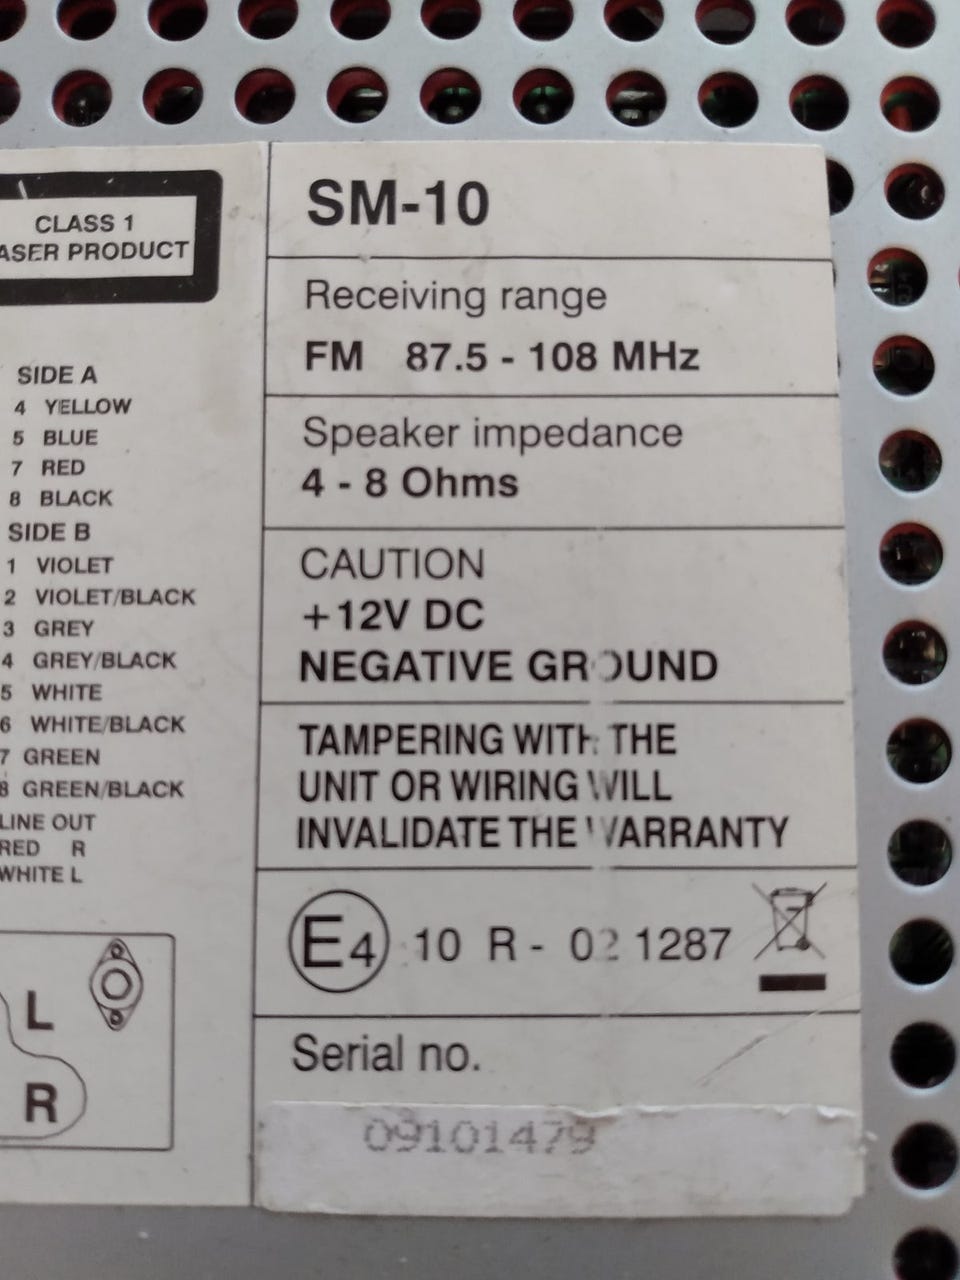 CLASS 1
ASER PRODUCT
SIDE A
4 YELLOW
5 BLUE
7 RED
8 BLACK
SIDE B
1 VIOLET
2 VIOLET/BLACK
3 GREY
4 GREY/BLACK
5 WHITE
6 WHITE/BLACK
7 GREEN
8 GREEN/BLACK
LINE OUT
RED R
WHITE L
L
R
SM-10
Receiving range
FM 87.5 - 108 MHz
Speaker impedance
4 - 8 Ohms
CAUTION
+12V DC
NEGATIVE GROUND
TAMPERING WITH THE
UNIT OR WIRING WILL
INVALIDATE THE WARRANTY
E4 10 R - 02 1287
Serial no.
09101479